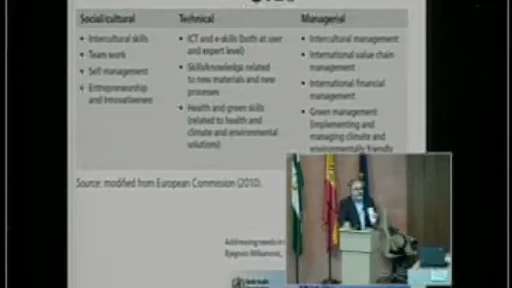 Social/cultural
Intercultural skills
Team work
Self management
Entrepreneurship
and Innovativeness
Technical
ICT and e-skills (both at user
and expert level)
Skills/knowledge related
to new materials and new
processes
Health and green skills
(related to health and
climate and environmental
solutions)
Managerial
Intercultural management
International value chain
management
International financial
management
Green management
(implementing and
managing climate and
environmentally friendly
Source: modified from European Commission (2010).
Addressing needs in